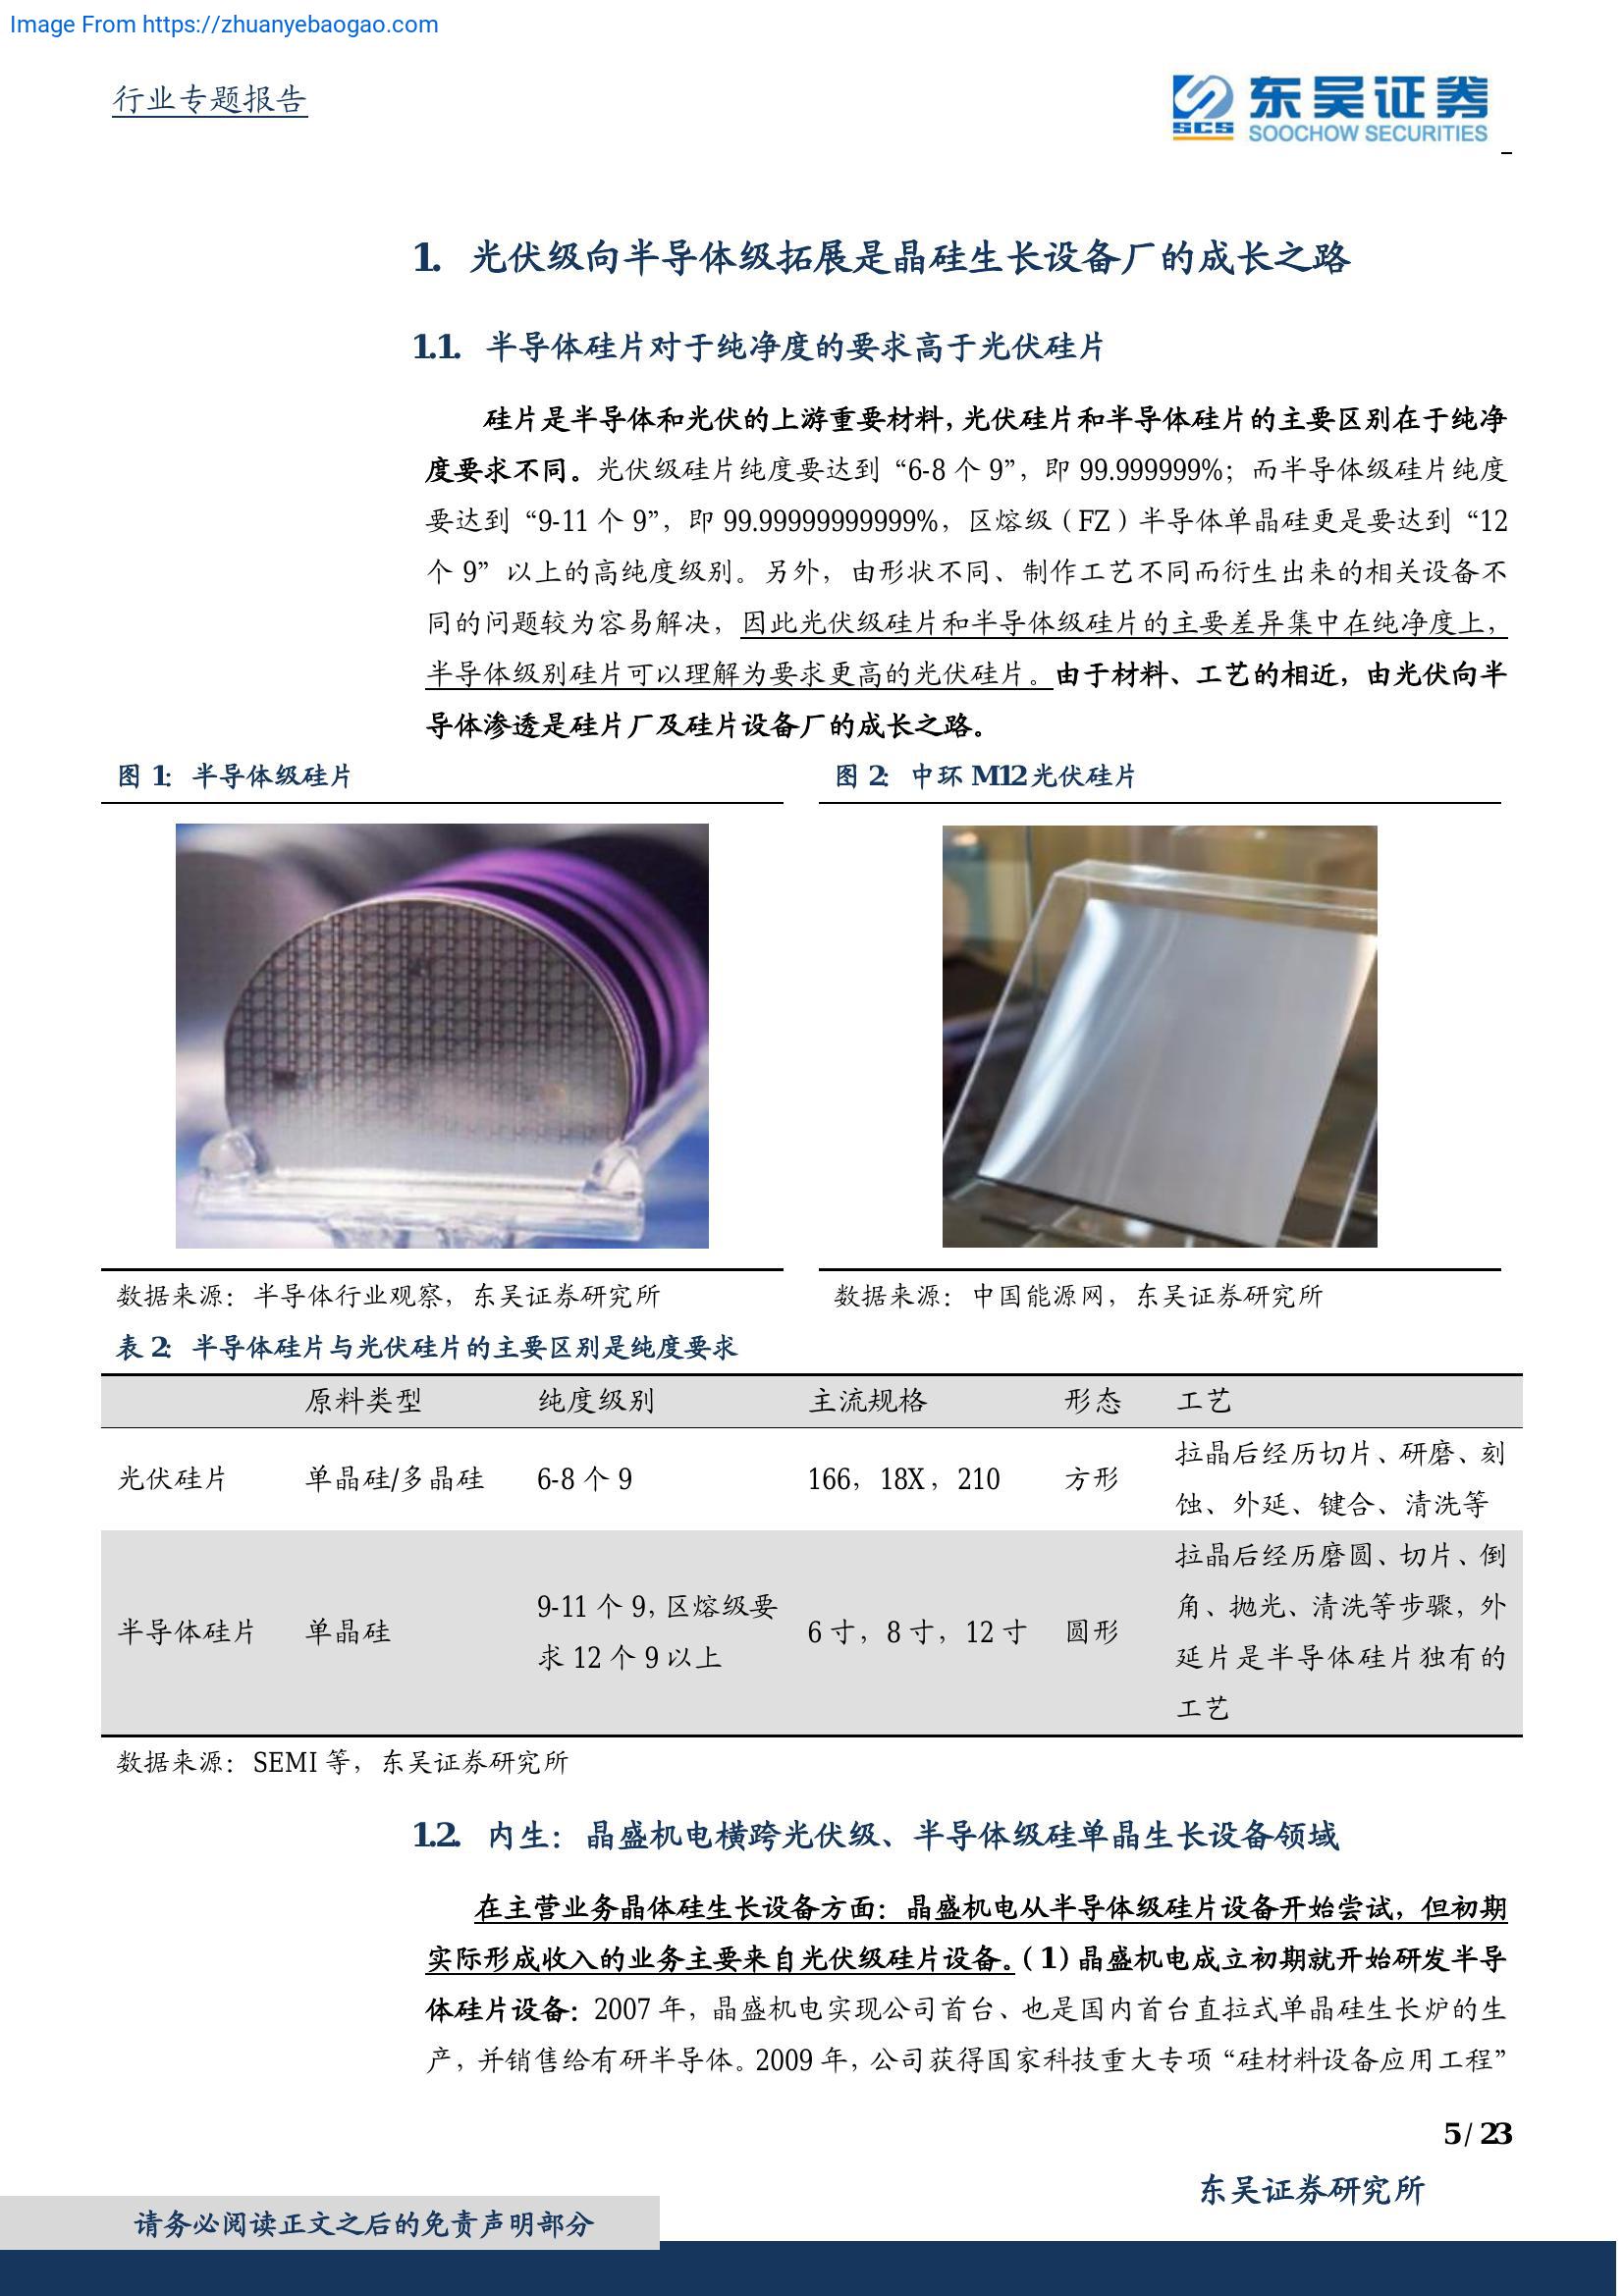 Image From https://zhuanyebaogao.com
行业专题报告
SCS 东吴证券
SOOCHOW SECURITIES
1. 光伏级向半导体级拓展是晶硅生长设备厂的成长之路
1.1. 半导体硅片对于纯净度的要求高于光伏硅片
硅片是半导体和光伏的上游重要材料，光伏硅片和半导体硅片的主要区别在于纯净
度要求不同。光伏级硅片纯度要达到“6-8 个 9”，即 99.999999%；而半导体级硅片纯度
要达到“9-11 个 9”，即 99.99999999999%，区熔级（FZ）半导体单晶硅更是要达到“12
个 9”以上的高纯度级别。另外，由形状不同、制作工艺不同而衍生出来的相关设备不
同的问题较为容易解决，因此光伏级硅片和半导体级硅片的主要差异集中在纯净度上，
半导体级别硅片可以理解为要求更高的光伏硅片。由于材料、工艺的相近，由光伏向半
导体渗透是硅片厂及硅片设备厂的成长之路。
图 1： 半导体级硅片
图 2： 中环 M12 光伏硅片
数据来源：半导体行业观察，东吴证券研究所
数据来源：中国能源网，东吴证券研究所
表 2： 半导体硅片与光伏硅片的主要区别是纯度要求
原料类型 纯度级别 主流规格 形态 工艺
光伏硅片 单晶硅/多晶硅 6-8 个 9 166，18X，210 方形 拉晶后经历切片、研磨、刻
蚀、外延、键合、清洗等
半导体硅片 单晶硅 9-11 个 9，区熔级要
求 12 个 9 以上 6 寸，8 寸，12 寸 圆形 拉晶后经历磨圆、切片、倒
角、抛光、清洗等步骤，外
延片是半导体硅片独有的
工艺
数据来源：SEMI 等，东吴证券研究所
1.2. 内生：晶盛机电横跨光伏级、半导体级硅单晶生长设备领域
在主营业务晶体硅生长设备方面：晶盛机电从半导体级硅片设备开始尝试，但初期
实际形成收入的业务主要来自光伏级硅片设备。（1）晶盛机电成立初期就开始研发半导
体硅片设备：2007 年，晶盛机电实现公司首台、也是国内首台直拉式单晶硅生长炉的生
产，并销售给有研半导体。2009 年，公司获得国家科技重大专项“硅材料设备应用工程”
5 / 23
东吴证券研究所
请务必阅读正文之后的免责声明部分